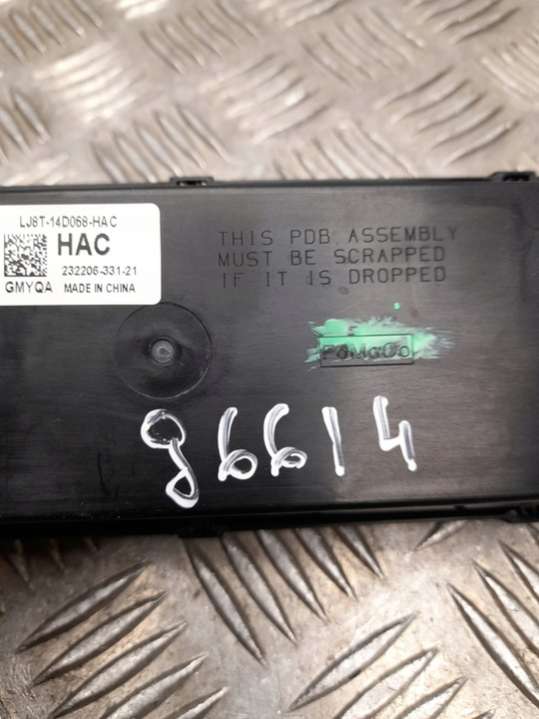 LJ8T-14D068-HAC
HAC
232206-331-21
GMYQA MADE IN CHINA
THIS PDB ASSEMBLY
MUST BE SCRAPPED
IF IT IS DROPPED
96614